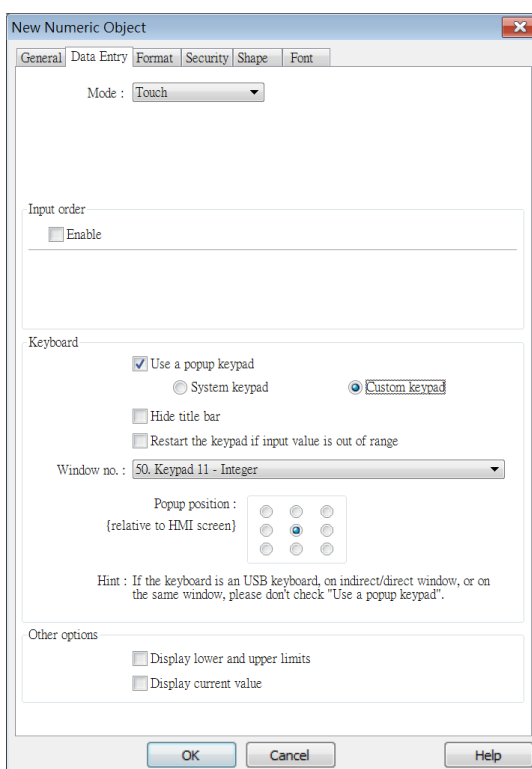 New Numeric Object
General Data Entry Format Security Shape Font
Mode : Touch
Input order
Enable
Keyboard
Use a popup keypad
System keypad Custom keypad
Hide title bar
Restart the keypad if input value is out of range
Window no. : 50. Keypad 11 - Integer
Popup position :
{relative to HMI screen}
Hint : If the keyboard is an USB keyboard, on indirect/direct window, or on
the same window, please don't check "Use a popup keypad".
Other options
Display lower and upper limits
Display current value
OK Cancel Help